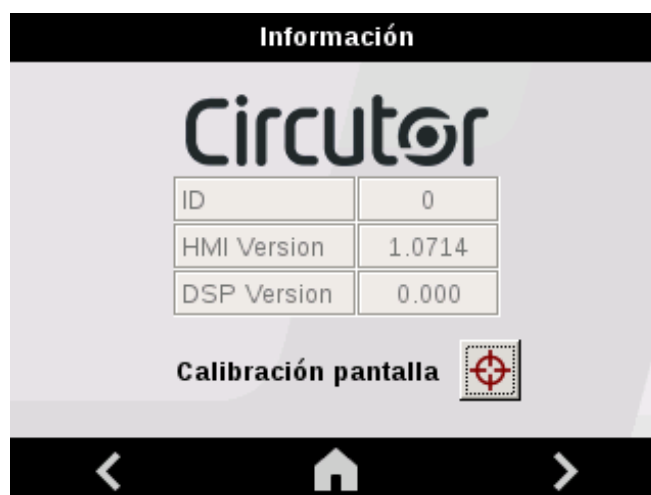 Información
Circutor
ID 0
HMI Version 1.0714
DSP Version 0.000
Calibración pantalla